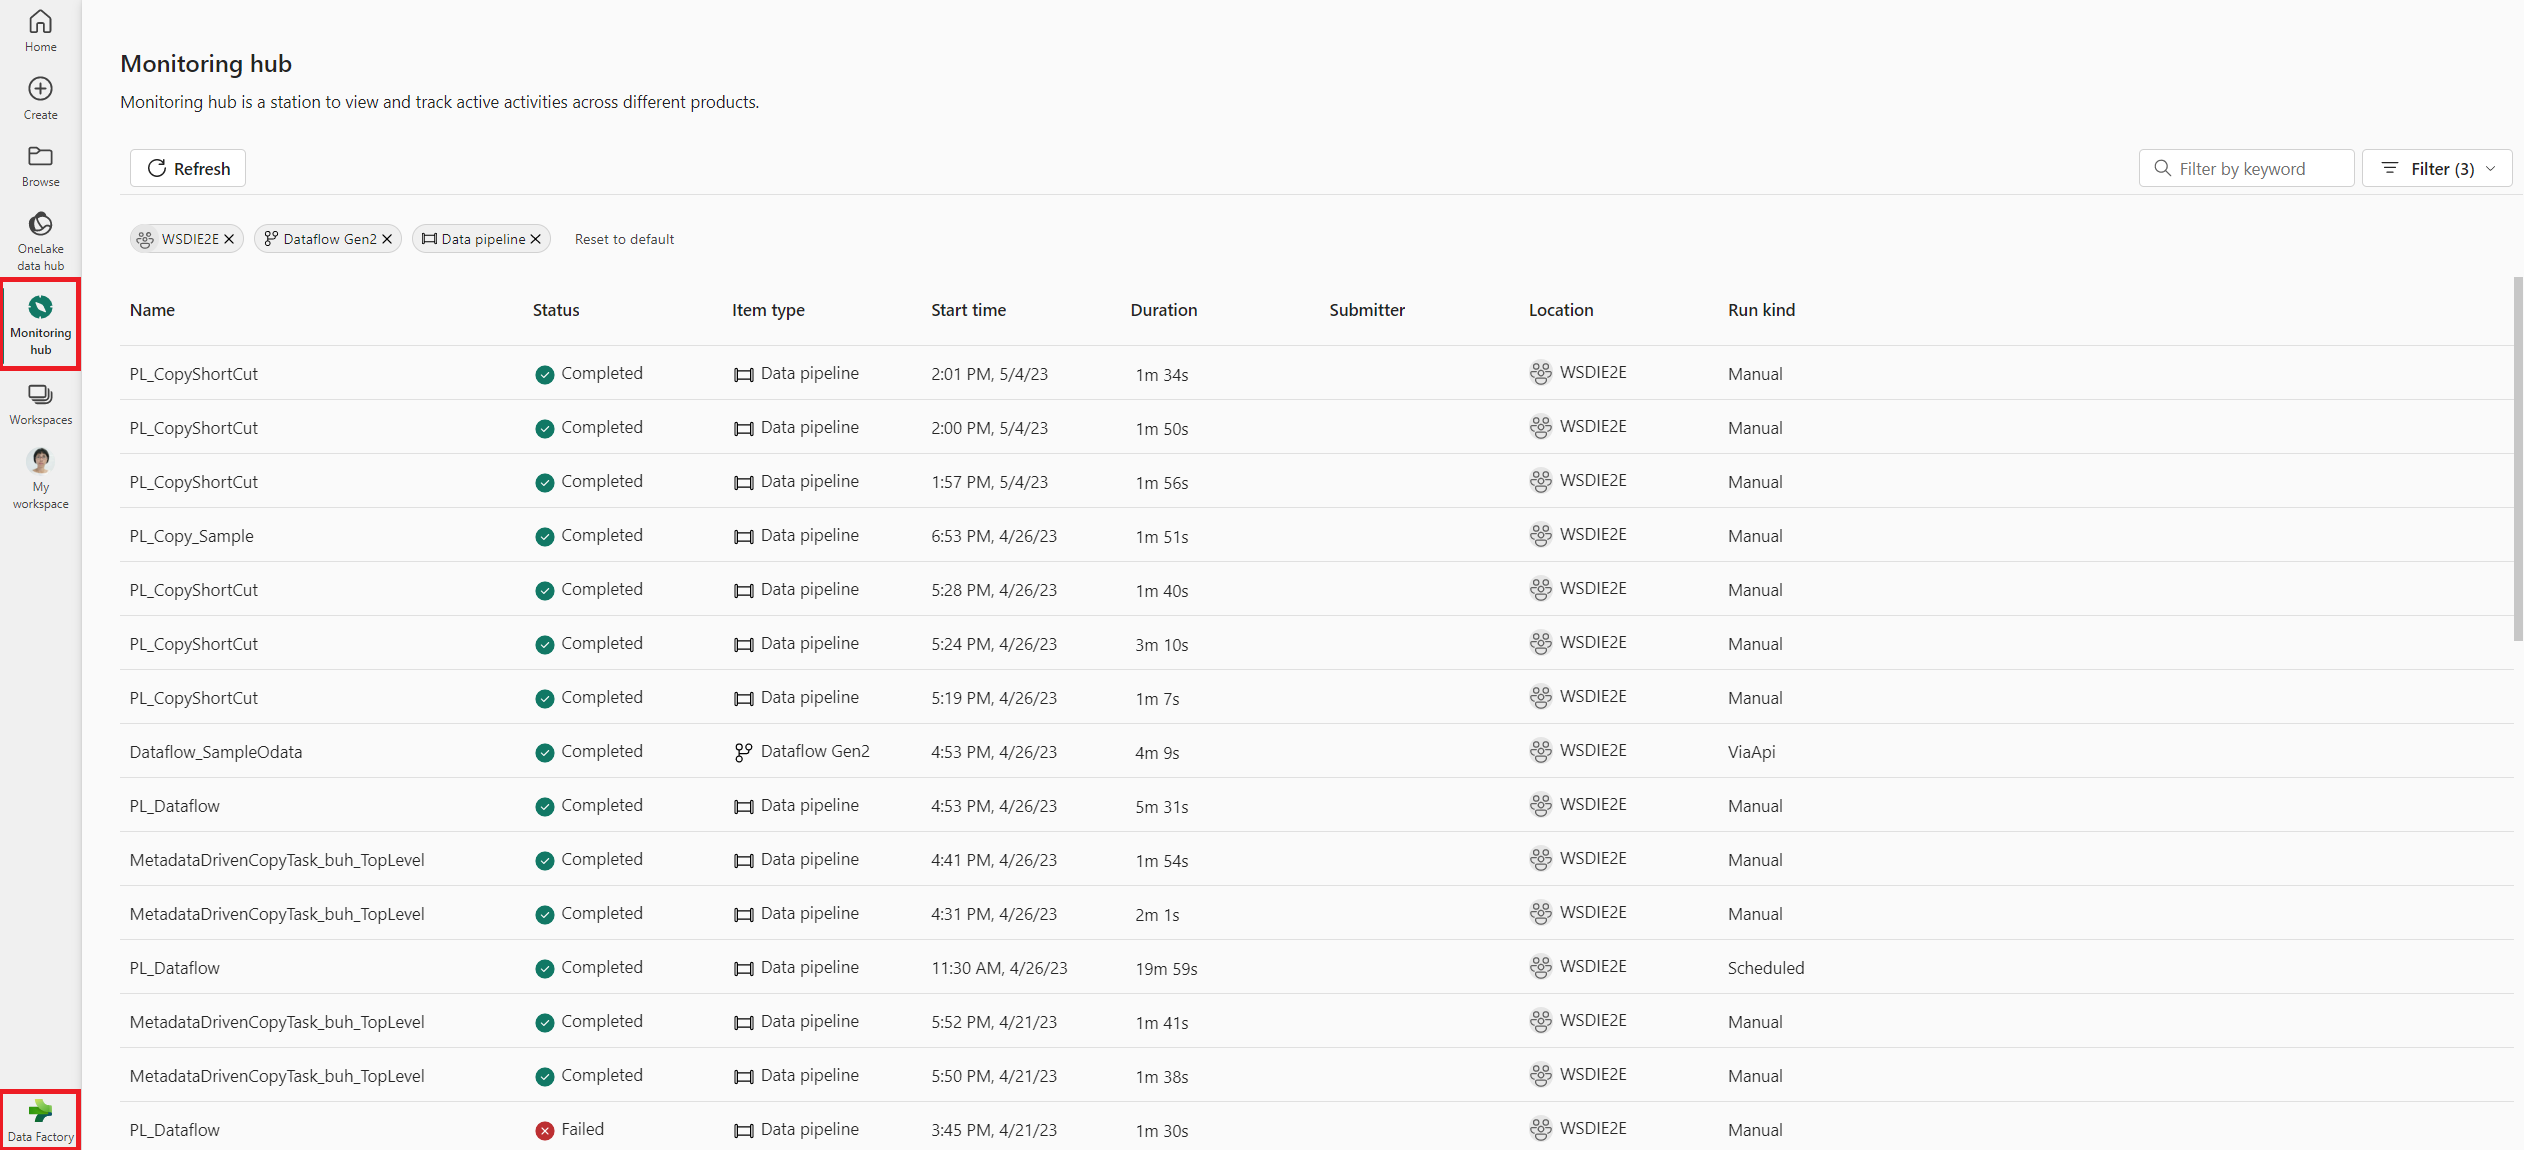 Home
Create
Browse
OneLake
data hub
Monitoring
hub
Workspaces
My
workspace
Data Factory
Monitoring hub
Monitoring hub is a station to view and track active activities across different products.
Refresh
Filter by keyword
Filter (3)
WSDIE2E Dataflow Gen2 Data pipeline Reset to default
Name Status Item type Start time Duration Submitter Location Run kind
PL_CopyShortCut Completed Data pipeline 2:01 PM, 5/4/23 1m 34s WSDIE2E Manual
PL_CopyShortCut Completed Data pipeline 2:00 PM, 5/4/23 1m 50s WSDIE2E Manual
PL_CopyShortCut Completed Data pipeline 1:57 PM, 5/4/23 1m 56s WSDIE2E Manual
PL_Copy_Sample Completed Data pipeline 6:53 PM, 4/26/23 1m 51s WSDIE2E Manual
PL_CopyShortCut Completed Data pipeline 5:28 PM, 4/26/23 1m 40s WSDIE2E Manual
PL_CopyShortCut Completed Data pipeline 5:24 PM, 4/26/23 3m 10s WSDIE2E Manual
PL_CopyShortCut Completed Data pipeline 5:19 PM, 4/26/23 1m 7s WSDIE2E Manual
Dataflow_SampleOdata Completed Dataflow Gen2 4:53 PM, 4/26/23 4m 9s WSDIE2E ViaApi
PL_Dataflow Completed Data pipeline 4:53 PM, 4/26/23 5m 31s WSDIE2E Manual
MetadataDrivenCopyTask_buh_TopLevel Completed Data pipeline 4:41 PM, 4/26/23 1m 54s WSDIE2E Manual
MetadataDrivenCopyTask_buh_TopLevel Completed Data pipeline 4:31 PM, 4/26/23 2m 1s WSDIE2E Manual
PL_Dataflow Completed Data pipeline 11:30 AM, 4/26/23 19m 59s WSDIE2E Scheduled
MetadataDrivenCopyTask_buh_TopLevel Completed Data pipeline 5:52 PM, 4/21/23 1m 41s WSDIE2E Manual
MetadataDrivenCopyTask_buh_TopLevel Completed Data pipeline 5:50 PM, 4/21/23 1m 38s WSDIE2E Manual
PL_Dataflow Failed Data pipeline 3:45 PM, 4/21/23 1m 30s WSDIE2E Manual